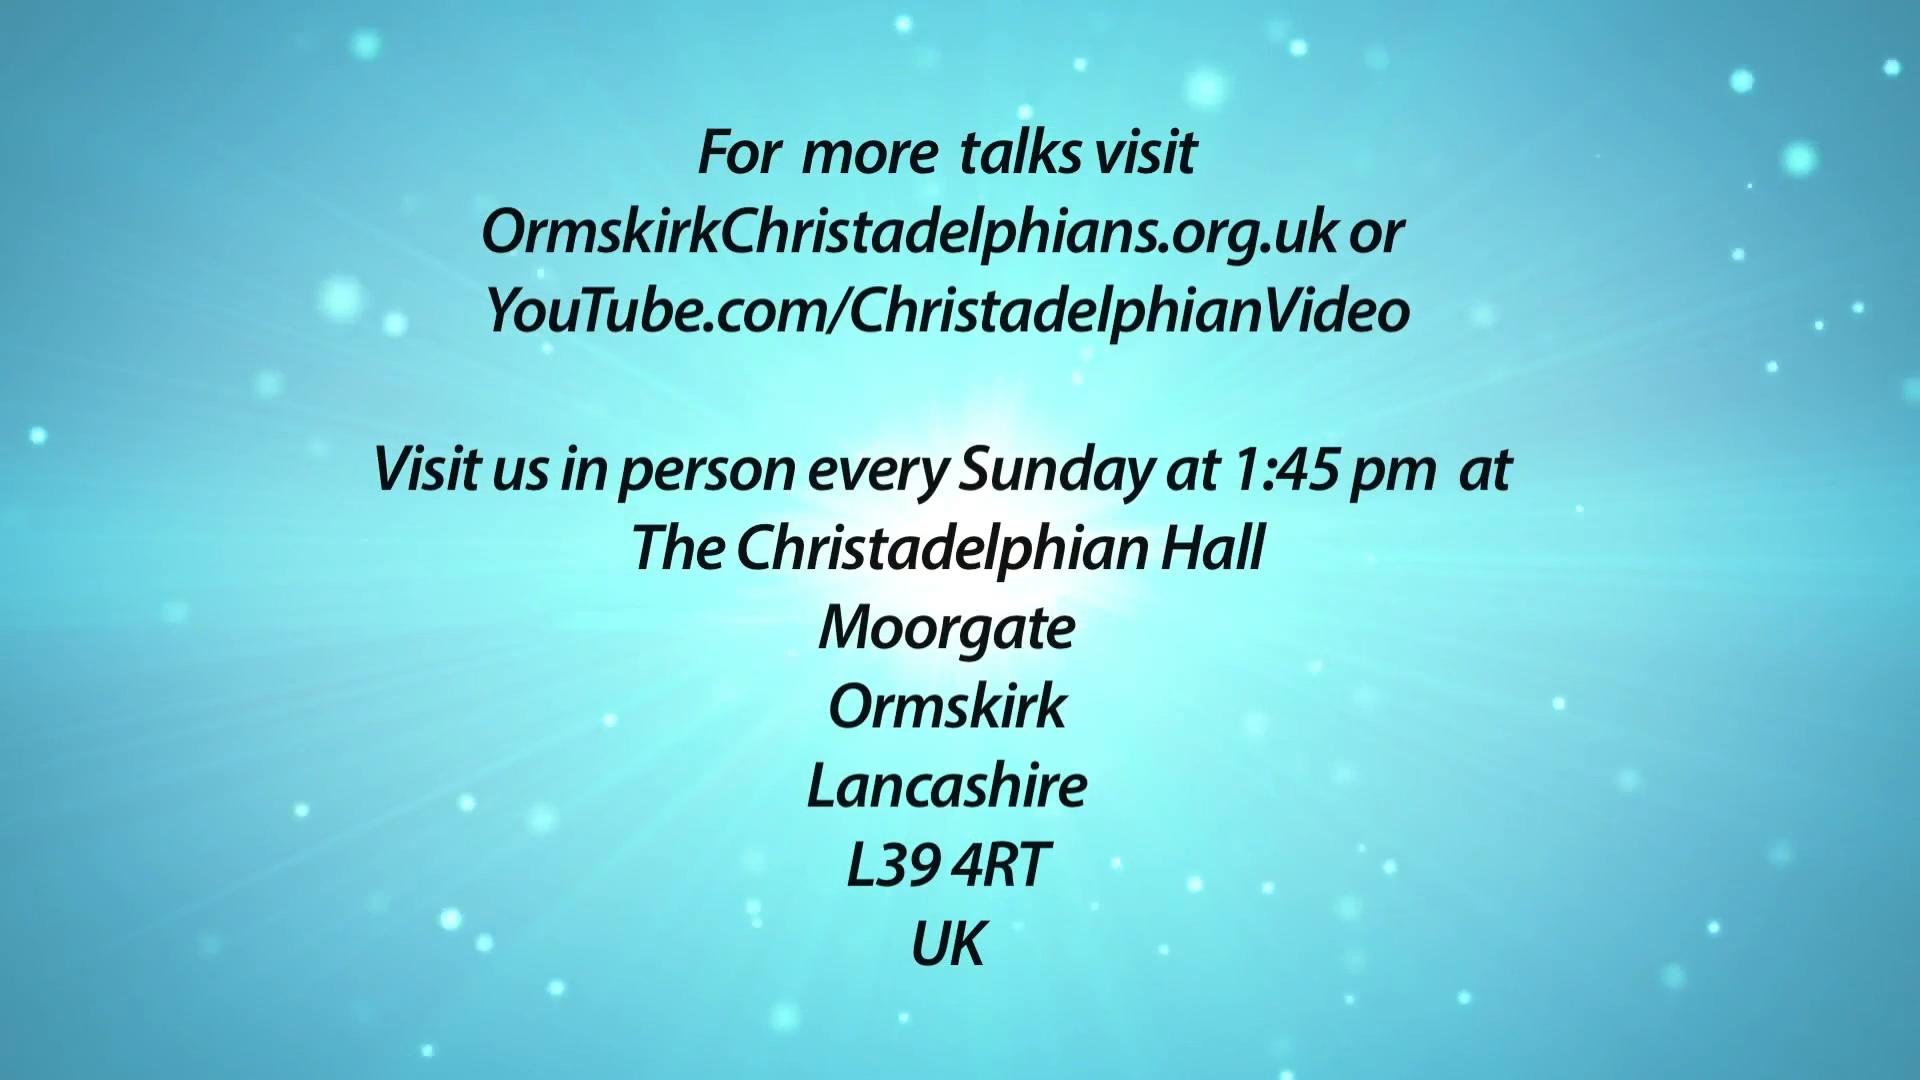 For more talks visit
OrmskirkChristadelphians.org.uk or
YouTube.com/ChristadelphianVideo
Visit us in person every Sunday at 1:45 pm at
The Christadelphian Hall
Moorgate
Ormskirk
Lancashire
L39 4RT
UK